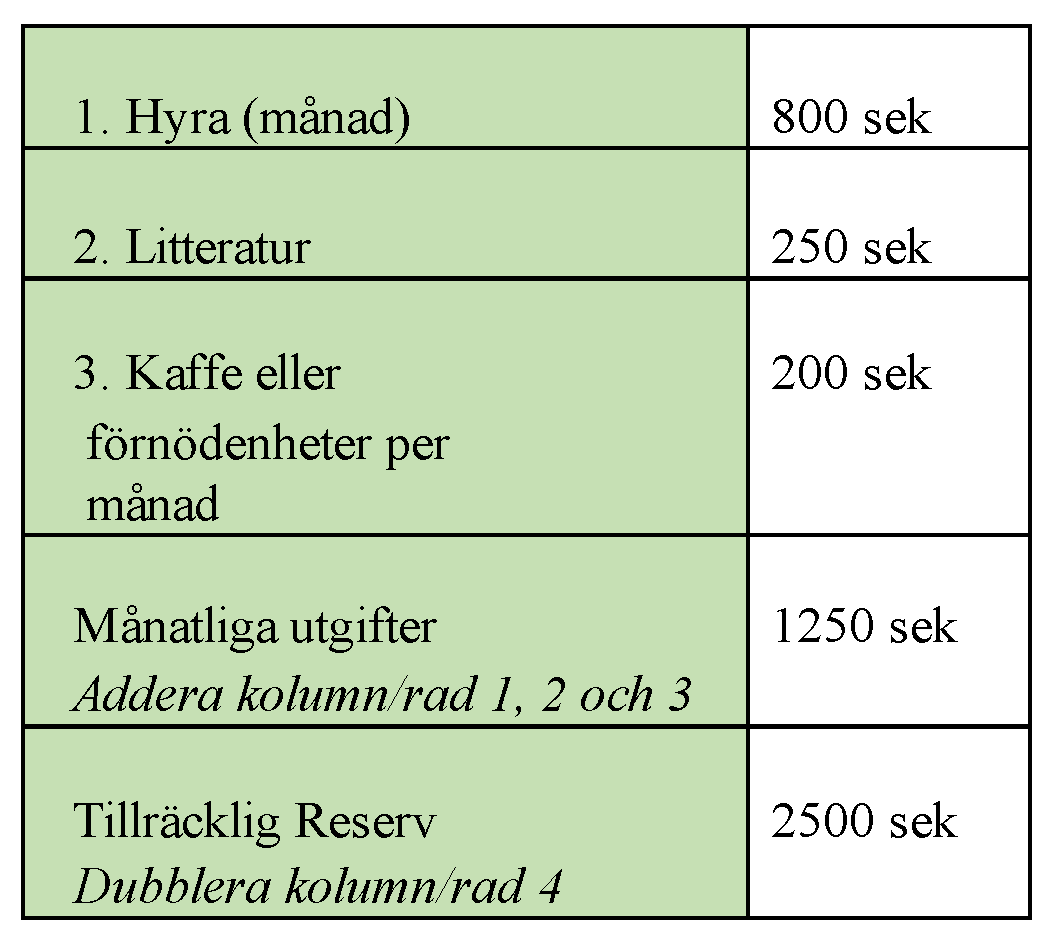 1. Hyra (månad) 800 sek
2. Litteratur 250 sek
3. Kaffe eller 200 sek
förnödenheter per
månad
Månatliga utgifter 1250 sek
Addera kolumn/rad 1, 2 och 3
Tillräcklig Reserv 2500 sek
Dubblera kolumn/rad 4